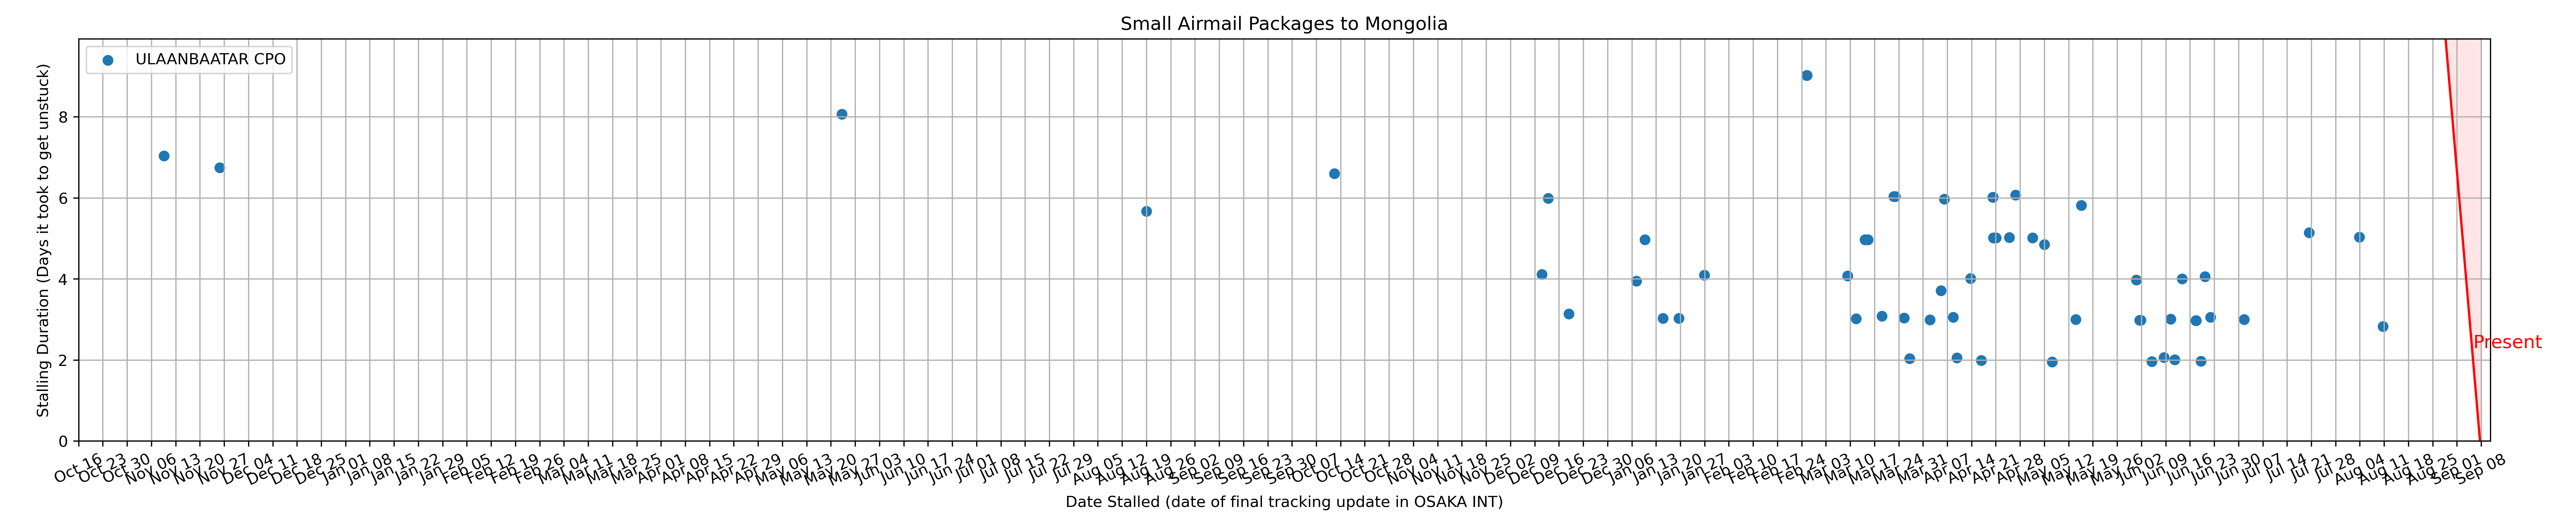 Small Airmail Packages to Mongolia
ULAANBAATAR CPO
Stalling Duration (Days it took to get unstuck)
8
6
4
2
0
Present
Oct 16
Oct 23
Oct 30
Nov 06
Nov 13
Nov 20
Nov 27
Dec 04
Dec 11
Dec 18
Dec 25
Jan 01
Jan 08
Jan 15
Jan 22
Jan 29
Feb 05
Feb 12
Feb 19
Feb 26
Mar 04
Mar 11
Mar 18
Mar 25
Apr 01
Apr 08
Apr 15
Apr 22
Apr 29
May 06
May 13
May 20
May 27
Jun 03
Jun 10
Jun 17
Jun 24
Jul 01
Jul 08
Jul 15
Jul 22
Jul 29
Aug 05
Aug 12
Aug 19
Aug 26
Sep 02
Sep 09
Sep 16
Sep 23
Sep 30
Oct 07
Oct 14
Oct 21
Oct 28
Nov 04
Nov 11
Nov 18
Nov 25
Dec 02
Dec 09
Dec 16
Dec 23
Dec 30
Jan 06
Jan 13
Jan 20
Jan 27
Feb 03
Feb 10
Feb 17
Feb 24
Mar 03
Mar 10
Mar 17
Mar 24
Mar 31
Apr 07
Apr 14
Apr 21
Apr 28
May 05
May 12
May 19
May 26
Jun 02
Jun 09
Jun 16
Jun 23
Jun 30
Jul 07
Jul 14
Jul 21
Jul 28
Aug 04
Aug 11
Aug 18
Aug 25
Sep 01
Sep 08
Date Stalled (date of final tracking update in OSAKA INT)